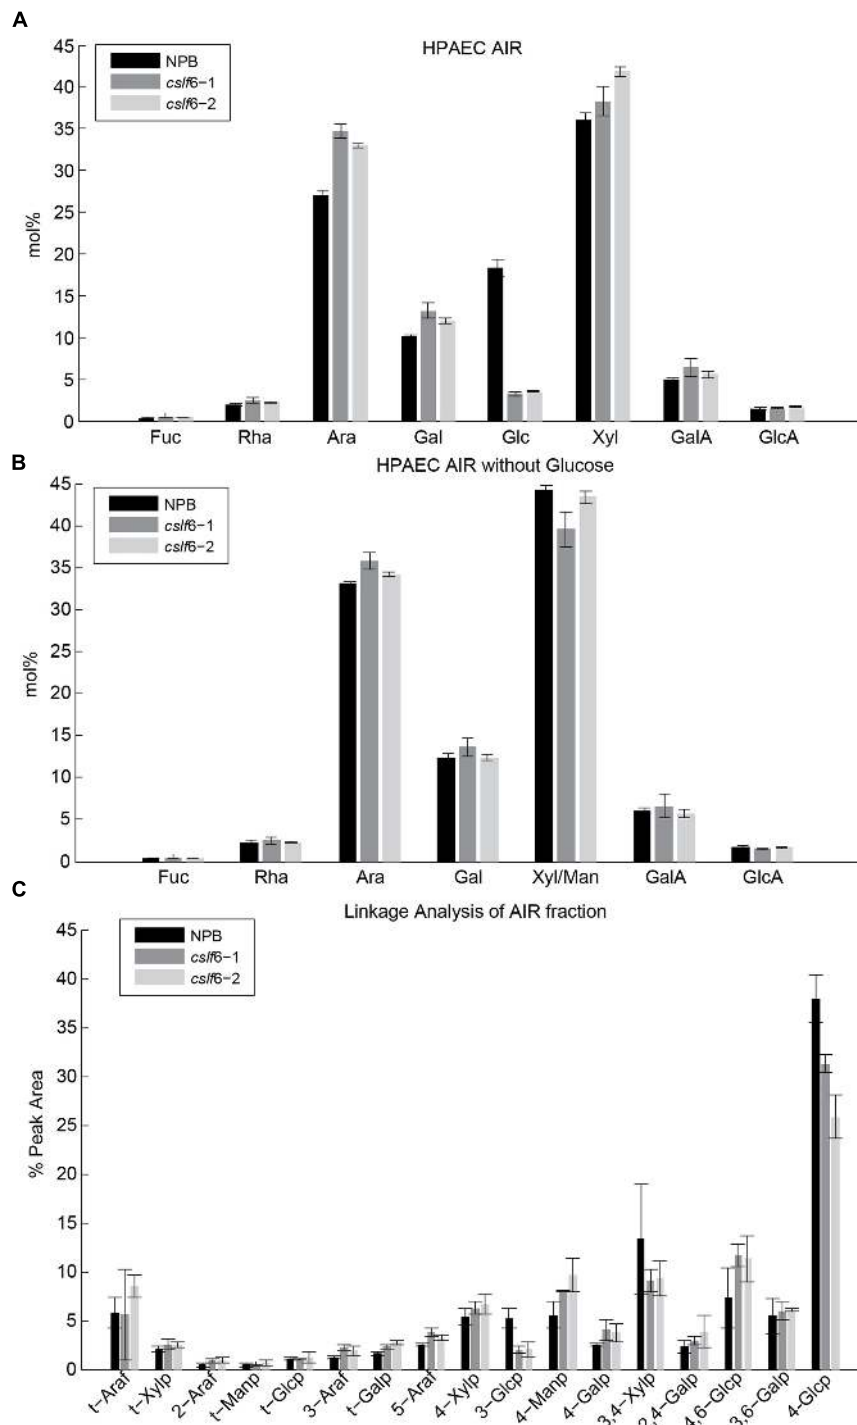 A
HPAEC AIR
NPB
cslf6-1
cslf6-2
mol%
45
40
35
30
25
20
15
10
5
0
Fuc Rha Ara Gal Glc Xyl GalA GlcA
B
HPAEC AIR without Glucose
NPB
cslf6-1
cslf6-2
mol%
45
40
35
30
25
20
15
10
5
0
Fuc Rha Ara Gal Xyl/Man GalA GlcA
C
Linkage Analysis of AIR fraction
NPB
cslf6-1
cslf6-2
% Peak Area
45
40
35
30
25
20
15
10
5
0
t-Araf t-Xylp 2-Araf t-Manp t-Glcp 3-Araf t-Galp 5-Araf 4-Xylp 3-Glcp 4-Manp 4-Galp 3,4-Xylp 2,4-Galp 4,6-Glcp 3,6-Galp 4-Glcp